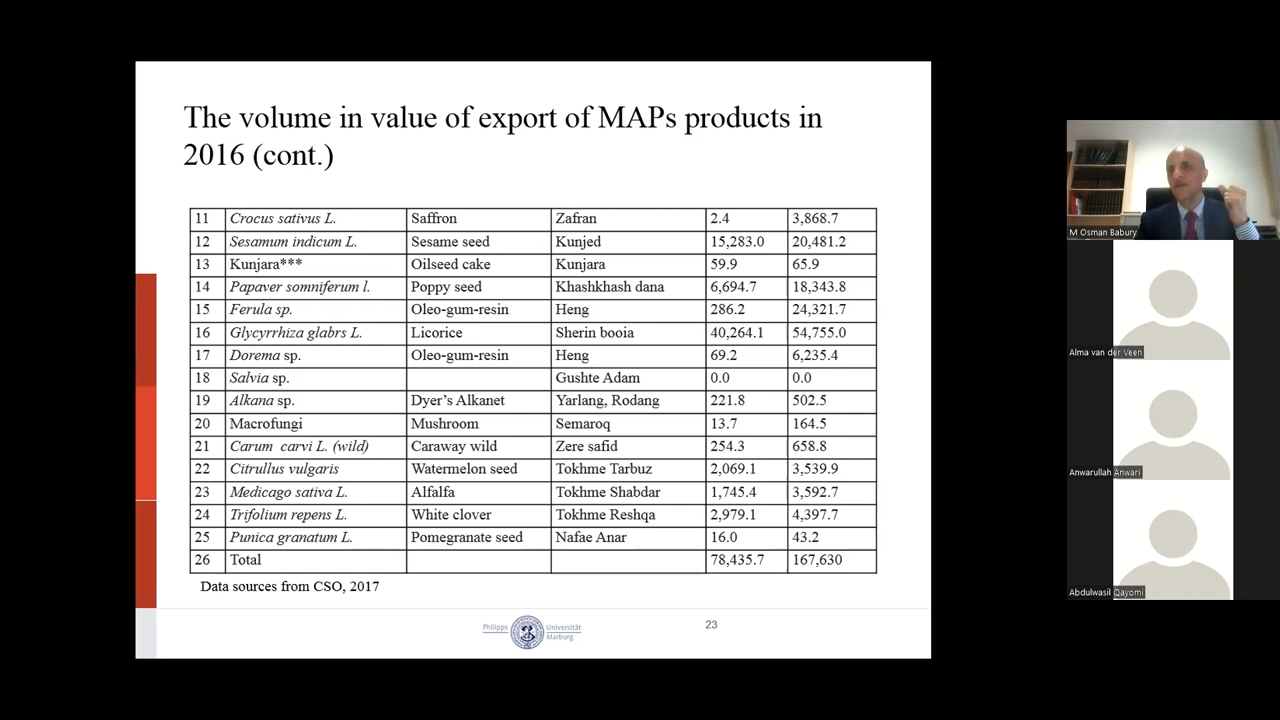 The volume in value of export of MAPs products in
2016 (cont.)
11 Crocus sativus L. Saffron Zafran 2.4 3,868.7
12 Sesamum indicum L. Sesame seed Kunjed 15,283.0 20,481.2
13 Kunjara*** Oilseed cake Kunjara 59.9 65.9
14 Papaver somniferum l. Poppy seed Khashkhash dana 6,694.7 18,343.8
15 Ferula sp. Oleo-gum-resin Heng 286.2 24,321.7
16 Glycyrrhiza glabrs L. Licorice Sherin booia 40,264.1 54,755.0
17 Dorema sp. Oleo-gum-resin Heng 69.2 6,235.4
18 Salvia sp. Gushte Adam 0.0 0.0
19 Alkana sp. Dyer's Alkanet Yarlang, Rodang 221.8 502.5
20 Macrofungi Mushroom Semaroq 13.7 164.5
21 Carum carvi L. (wild) Caraway wild Zere safid 254.3 658.8
22 Citrullus vulgaris Watermelon seed Tokhme Tarbuz 2,069.1 3,539.9
23 Medicago sativa L. Alfalfa Tokhme Shabdar 1,745.4 3,592.7
24 Trifolium repens L. White clover Tokhme Reshqa 2,979.1 4,397.7
25 Punica granatum L. Pomegranate seed Nafae Anar 16.0 43.2
26 Total 78,435.7 167,630
Data sources from CSO, 2017
Philipps Universität
Marburg
23
M Osman Babury
Alma van der Veen
Anwarullah Anwari
Abdulwasil Qayomi